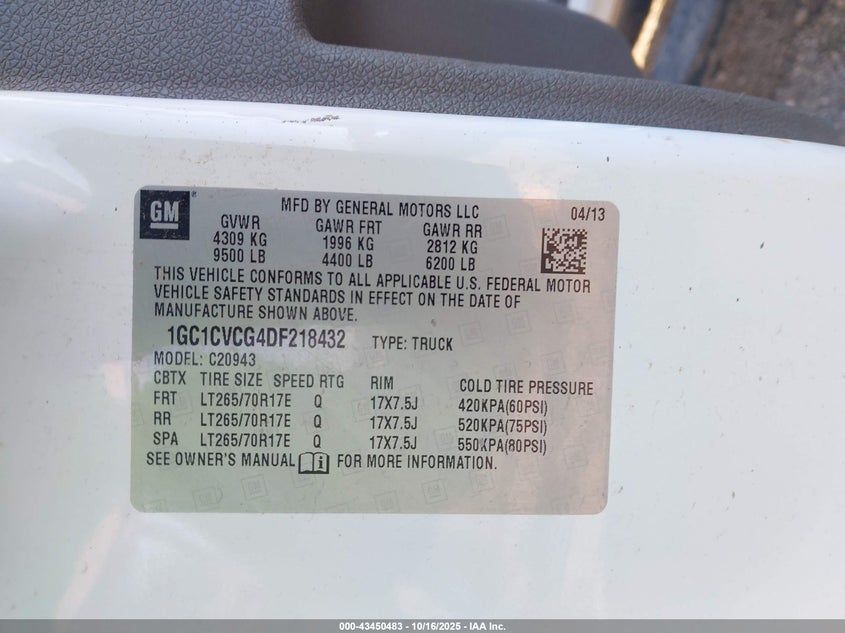 GM
MFD BY GENERAL MOTORS LLC 04/13
GVWR GAWR FRT GAWR RR
4309 KG 1996 KG 2812 KG
9500 LB 4400 LB 6200 LB
THIS VEHICLE CONFORMS TO ALL APPLICABLE U.S. FEDERAL MOTOR
VEHICLE SAFETY STANDARDS IN EFFECT ON THE DATE OF
MANUFACTURE SHOWN ABOVE.
1GC1CVCG4DF218432 TYPE: TRUCK
MODEL: C20943
CBTX TIRE SIZE SPEED RTG RIM COLD TIRE PRESSURE
FRT LT265/70R17E Q 17X7.5J 420KPA(60PSI)
RR LT265/70R17E Q 17X7.5J 520KPA(75PSI)
SPA LT265/70R17E Q 17X7.5J 550KPA(80PSI)
SEE OWNER'S MANUAL FOR MORE INFORMATION.
000-43450483 - 10/16/2025 - IAA Inc.